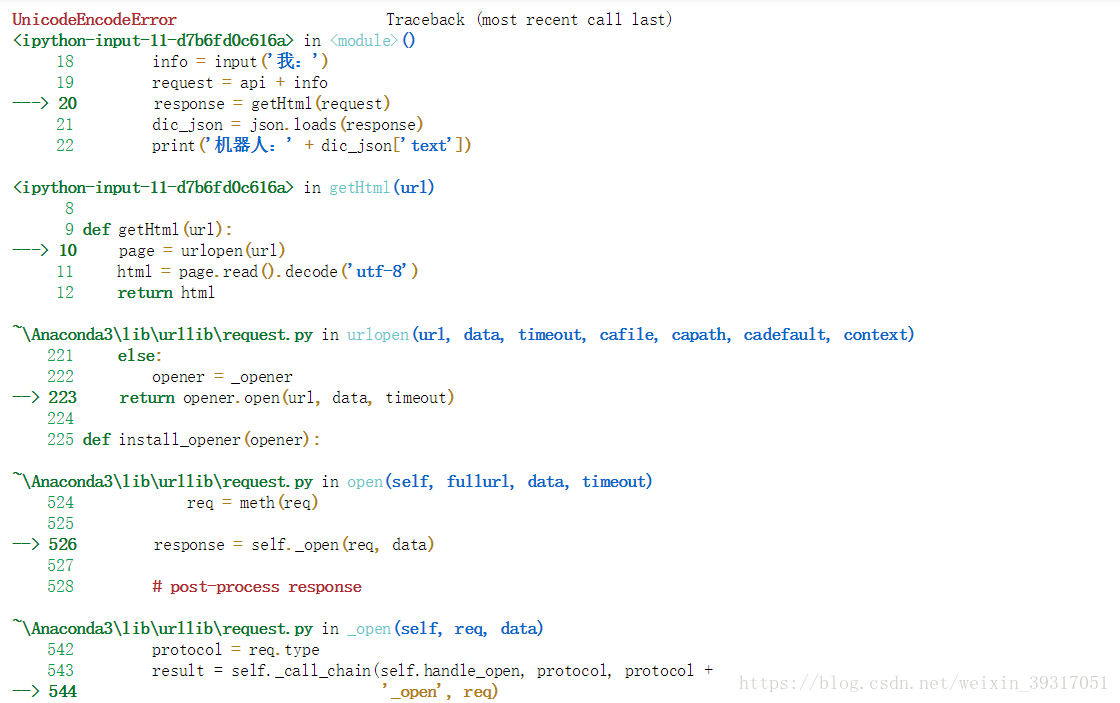 UnicodeEncodeError                        Traceback (most recent call last)
<ipython-input-11-d7b6fd0c616a> in <module>()
     18         info = input('我：')
     19         request = api + info
---> 20         response = getHtml(request)
     21         dic_json = json.loads(response)
     22         print('机器人：' + dic_json['text'])
<ipython-input-11-d7b6fd0c616a> in getHtml(url)
      8
      9 def getHtml(url):
---> 10     page = urlopen(url)
     11     html = page.read().decode('utf-8')
     12     return html
~\Anaconda3\lib\urllib\request.py in urlopen(url, data, timeout, cafile, capath, cadefault, context)
    221     else:
    222         opener = _opener
--> 223     return opener.open(url, data, timeout)
    224
    225 def install_opener(opener):
~\Anaconda3\lib\urllib\request.py in open(self, fullurl, data, timeout)
    524             req = meth(req)
    525
--> 526         response = self._open(req, data)
    527
    528         # post-process response
~\Anaconda3\lib\urllib\request.py in _open(self, req, data)
    542         protocol = req.type
    543         result = self._call_chain(self.handle_open, protocol, protocol +
--> 544                                   '_open', req)
https://blog.csdn.net/weixin_39317051